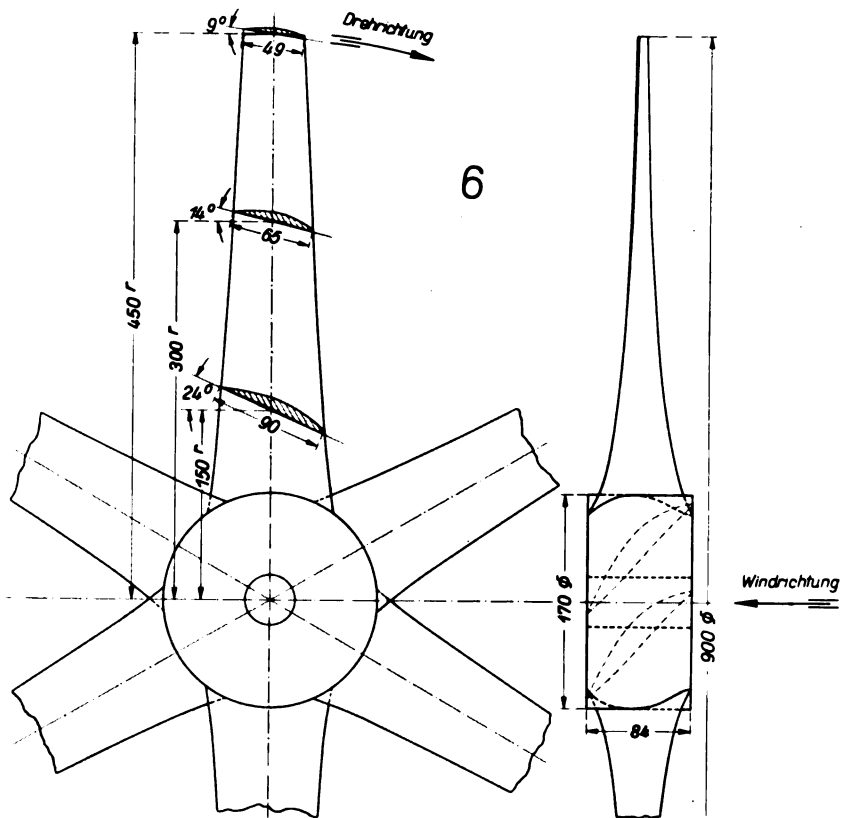 9°
49
Drehrichtung
6
14°
65
450 r
300 r
24°
90
150 r
170 ϕ
Windrichtung
900 ϕ
84